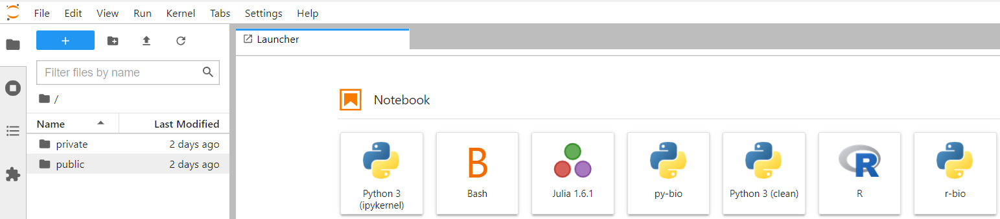 File Edit View Run Kernel Tabs Settings Help
+
Launcher
Filter files by name
/
Name Last Modified
private 2 days ago
public 2 days ago
Notebook
Python 3
(ipykernel)
B
Bash
Julia 1.6.1
py-bio
Python 3 (clean)
R
R
r-bio